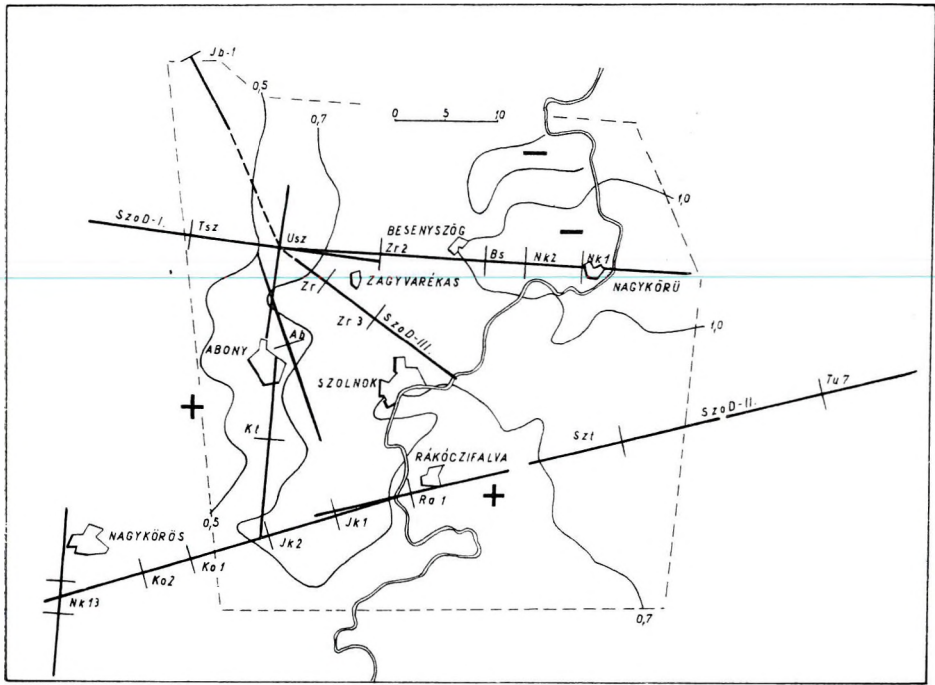 Jb-1
0,5
0,7
0 5 10
1,0
SzoD-I.
Tsz
Usz
BESENYSZÖG
Zr2
Bs
Nk2
Nk1
NAGYKÖRÜ
Zr
ZAGYVARÉKAS
Zr 3
SzoD-III.
1,0
Ab
ABONY
SZOLNOK
Tu 7
SzoD-II.
Kt
Szt
RÁKÓCZIFALVA
Ra 1
0,5
Jk1
NAGYKÖRÖS
Jk2
Ko1
Ko2
Nk13
0,7